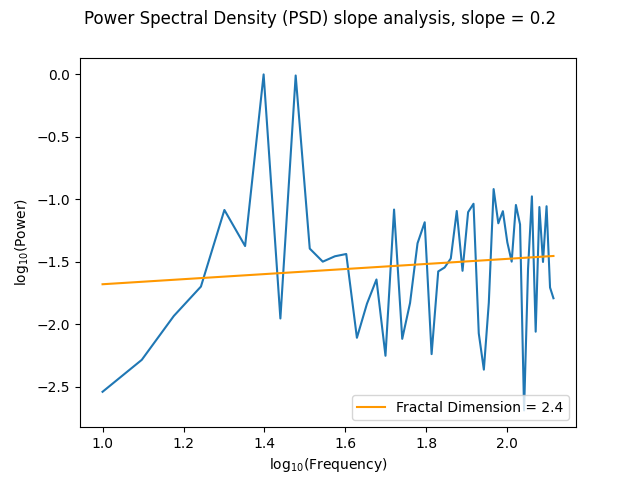 Power Spectral Density (PSD) slope analysis, slope = 0.2
0.0
−0.5
−1.0
−1.5
−2.0
−2.5
log₁₀(Power)
Fractal Dimension = 2.4
1.0 1.2 1.4 1.6 1.8 2.0
log₁₀(Frequency)